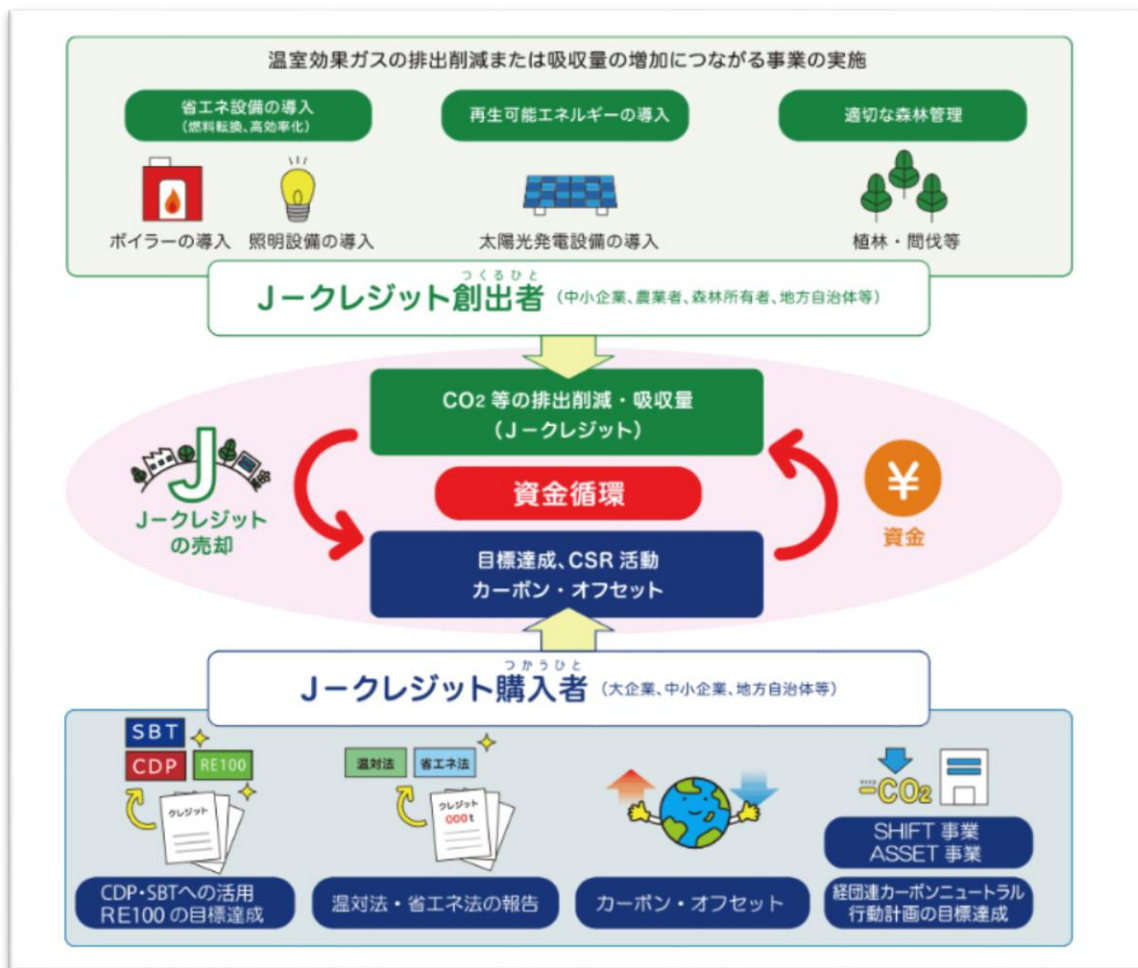 温室効果ガスの排出削減または吸収量の増加につながる事業の実施
省エネ設備の導入
(燃料転換、高効率化)
再生可能エネルギーの導入
適切な森林管理
ボイラーの導入
照明設備の導入
太陽光発電設備の導入
植林・間伐等
つくるひと
Jークレジット創出者(中小企業、農業者、森林所有者、地方自治体等)
CO2 等の排出削減・吸収量
(Jークレジット)
J
Jークレジット
の売却
資金循環
¥
資金
目標達成、CSR 活動
カーボン・オフセット
つかうひと
Jークレジット購入者(大企業、中小企業、地方自治体等)
SBT
CDP
RE100
クレジット
CDP・SBTへの活用
RE100 の目標達成
温対法
省エネ法
クレジット
000t
温対法・省エネ法の報告
カーボン・オフセット
マイナス
-CO2
SHIFT 事業
ASSET 事業
経団連カーボンニュートラル
行動計画の目標達成